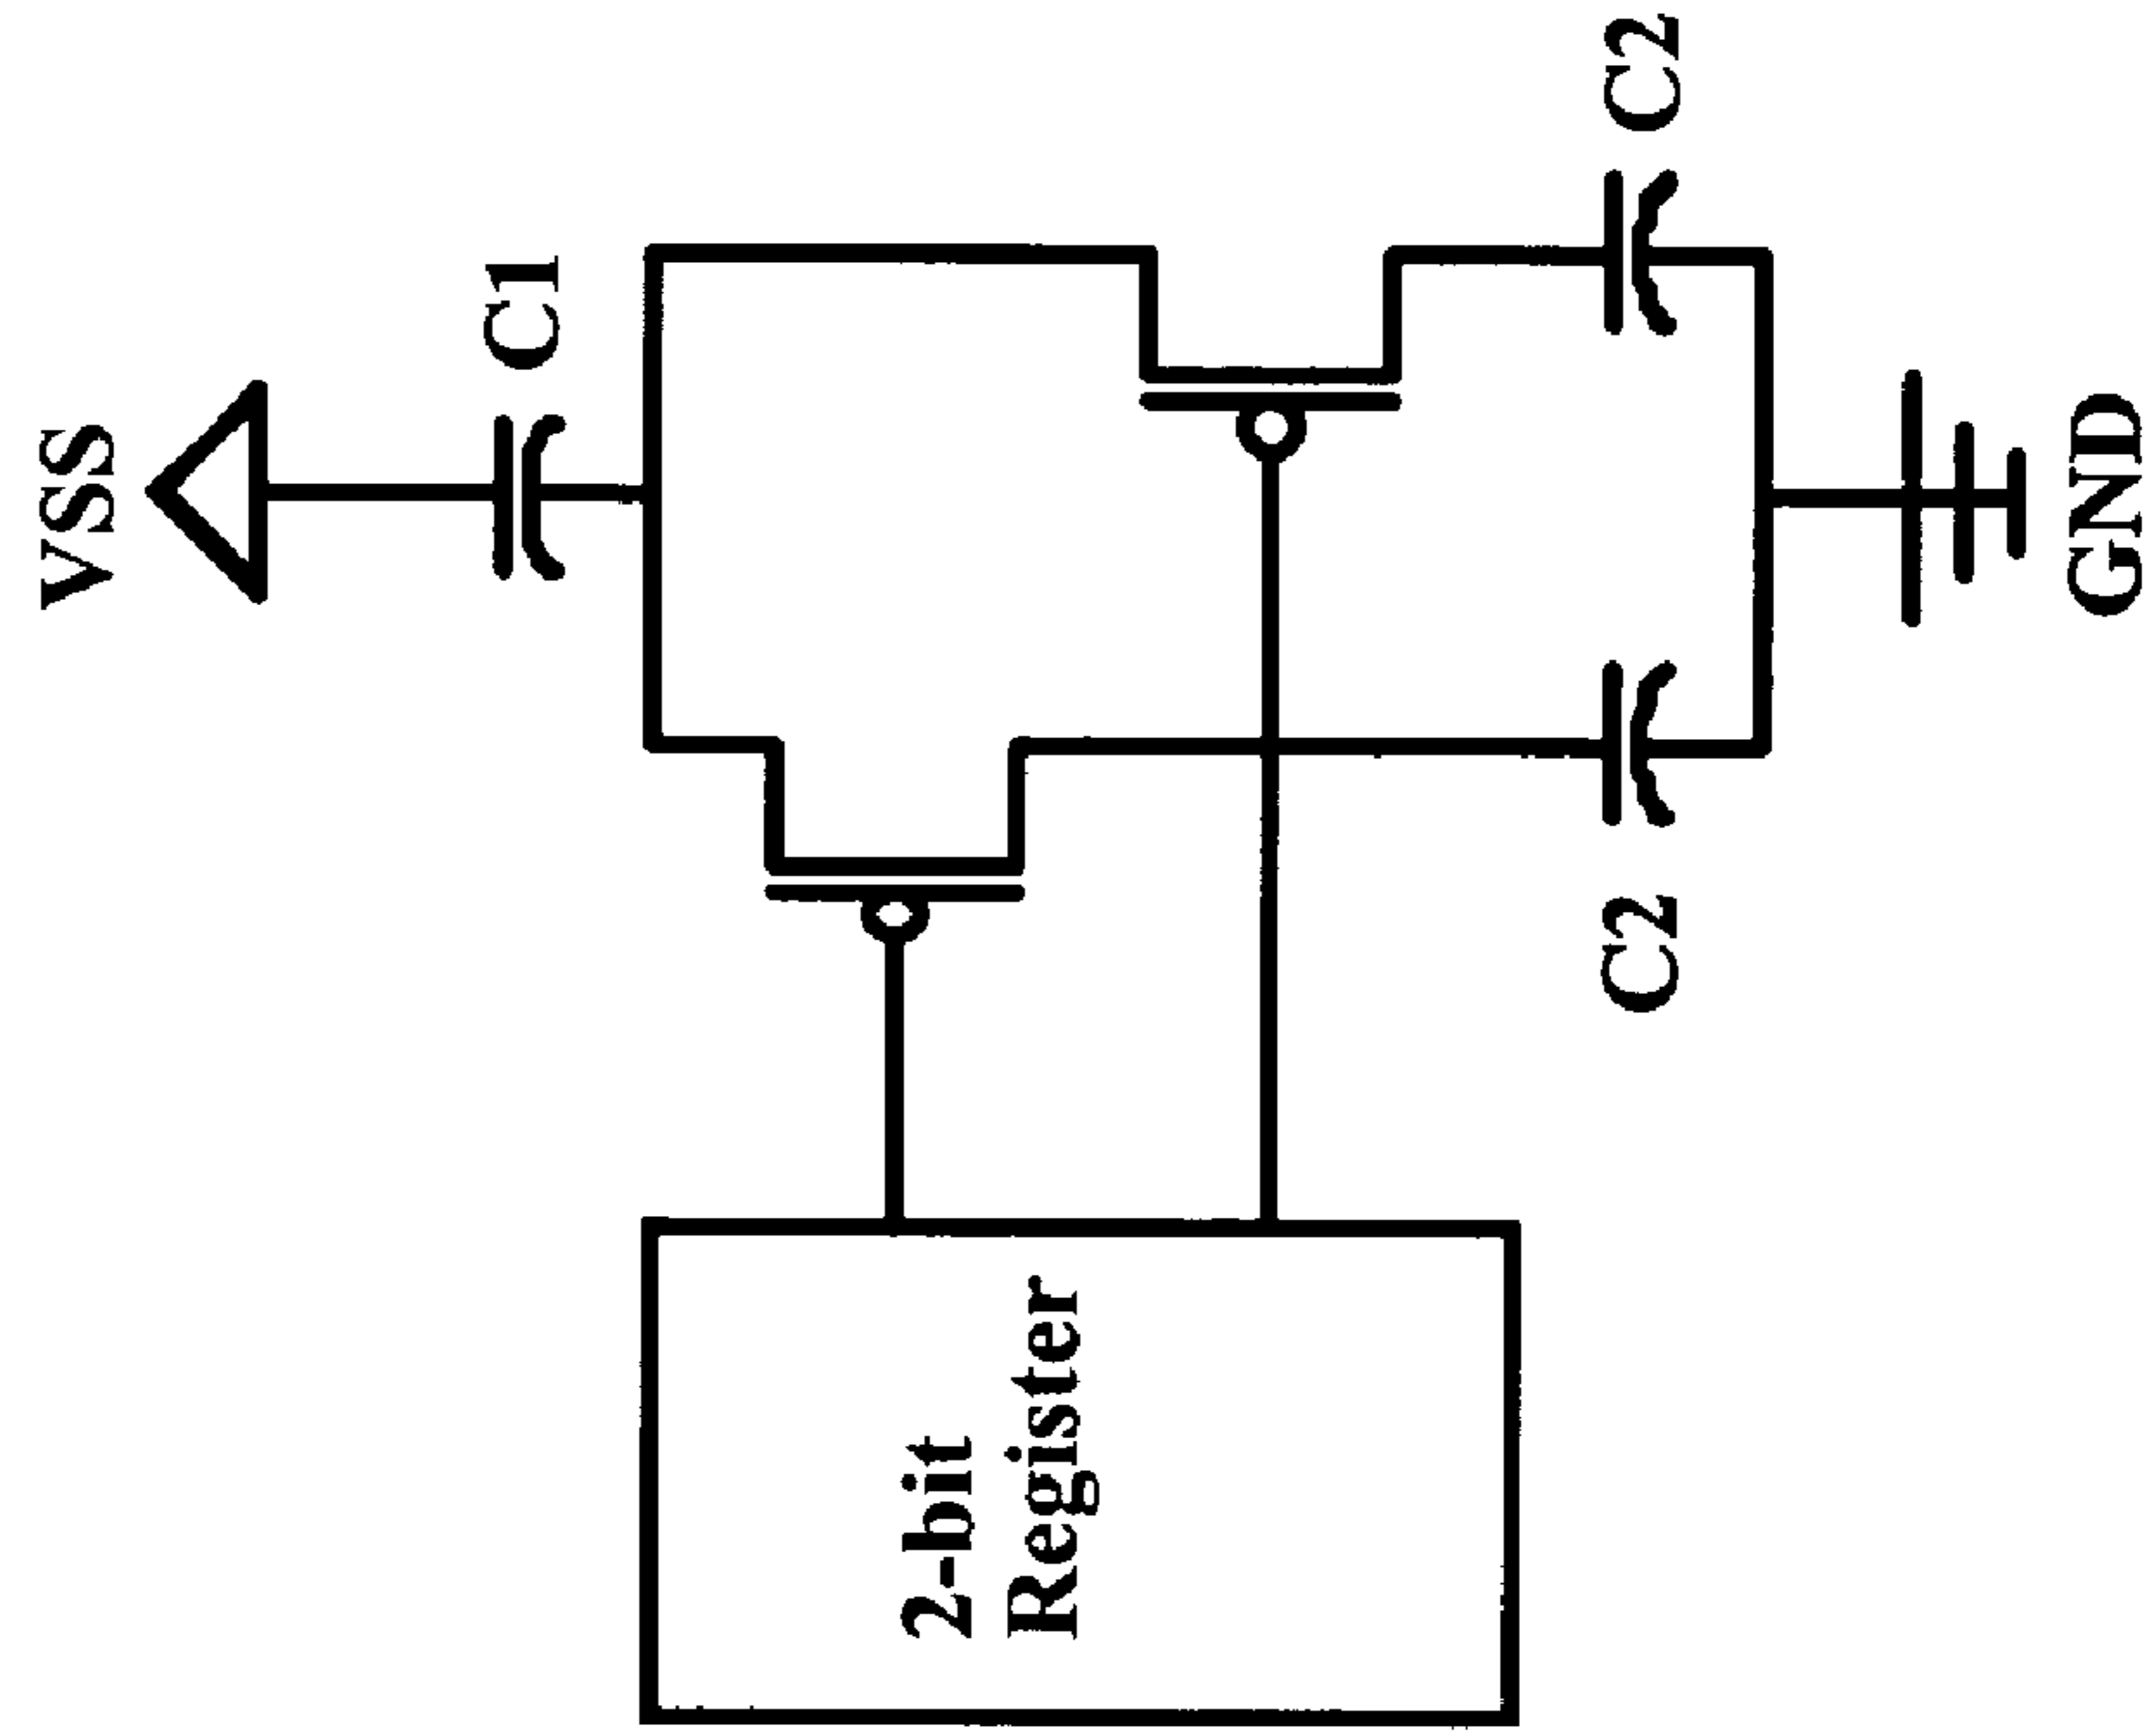 VSS
C1
2-bit
Register
C2
C2
GND